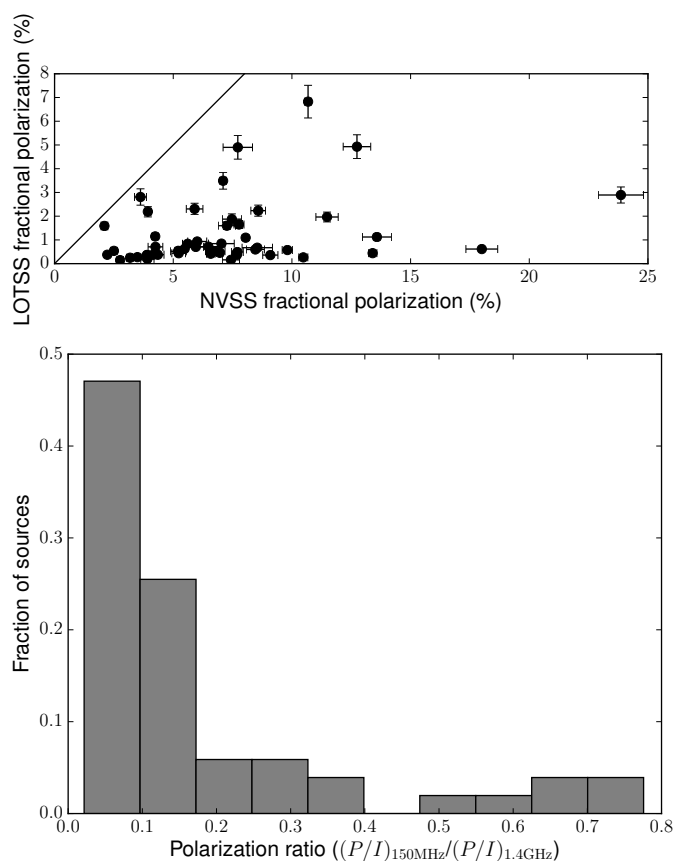 LOTSS fractional polarization (%)
8
7
6
5
4
3
2
1
0
0 5 10 15 20 25
NVSS fractional polarization (%)
Fraction of sources
0.5
0.4
0.3
0.2
0.1
0.0
0.0 0.1 0.2 0.3 0.4 0.5 0.6 0.7 0.8
Polarization ratio ((P/I)150MHz/(P/I)1.4GHz)